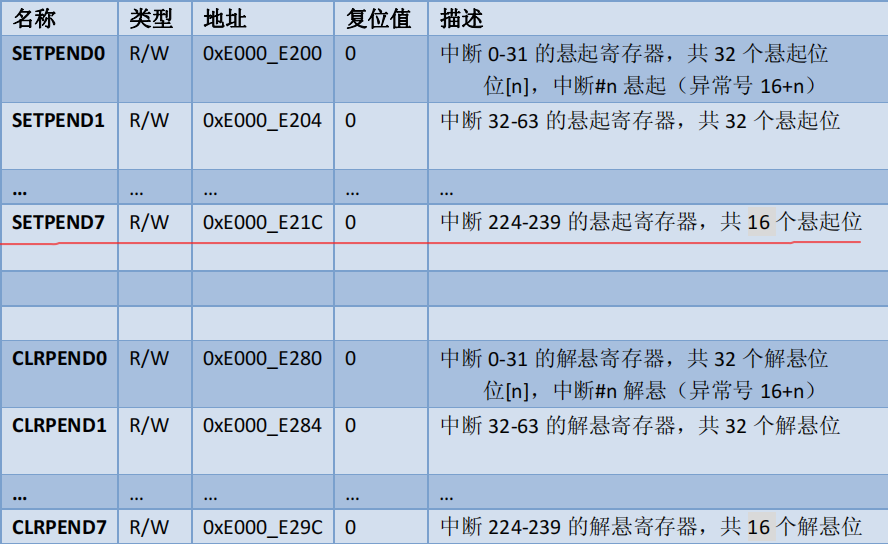 名称 类型 地址 复位值 描述
SETPEND0 R/W 0xE000_E200 0 中断 0-31 的悬起寄存器，共 32 个悬起位
位[n]，中断#n 悬起（异常号 16+n）
SETPEND1 R/W 0xE000_E204 0 中断 32-63 的悬起寄存器，共 32 个悬起位
... ... ... ... ...
SETPEND7 R/W 0xE000_E21C 0 中断 224-239 的悬起寄存器，共 16 个悬起位
CLRPEND0 R/W 0xE000_E280 0 中断 0-31 的解悬寄存器，共 32 个解悬位
位[n]，中断#n 解悬（异常号 16+n）
CLRPEND1 R/W 0xE000_E284 0 中断 32-63 的解悬寄存器，共 32 个解悬位
... ... ... ... ...
CLRPEND7 R/W 0xE000_E29C 0 中断 224-239 的解悬寄存器，共 16 个解悬位